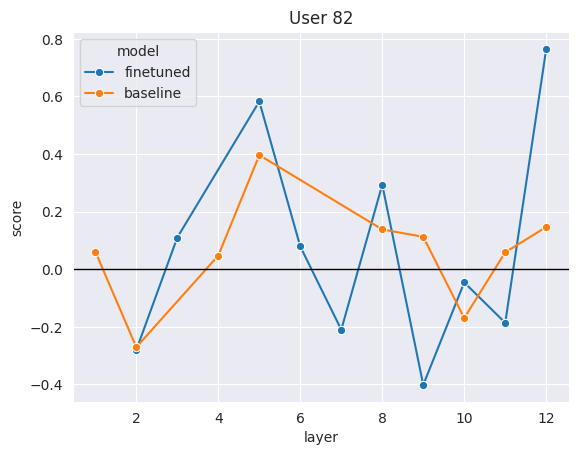 User 82
model
finetuned
baseline
score
0.8
0.6
0.4
0.2
0.0
−0.2
−0.4
2 4 6 8 10 12
layer